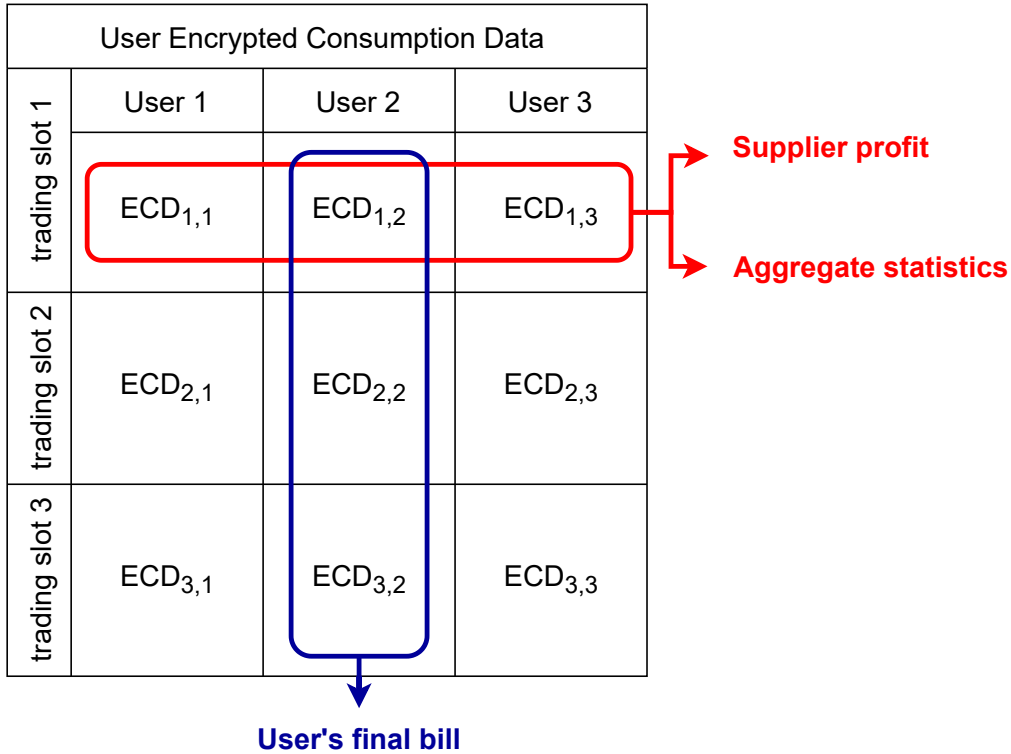 User Encrypted Consumption Data
User 1 User 2 User 3
trading slot 1
ECD1,1 ECD1,2 ECD1,3
Supplier profit
Aggregate statistics
trading slot 2
ECD2,1 ECD2,2 ECD2,3
trading slot 3
ECD3,1 ECD3,2 ECD3,3
User's final bill